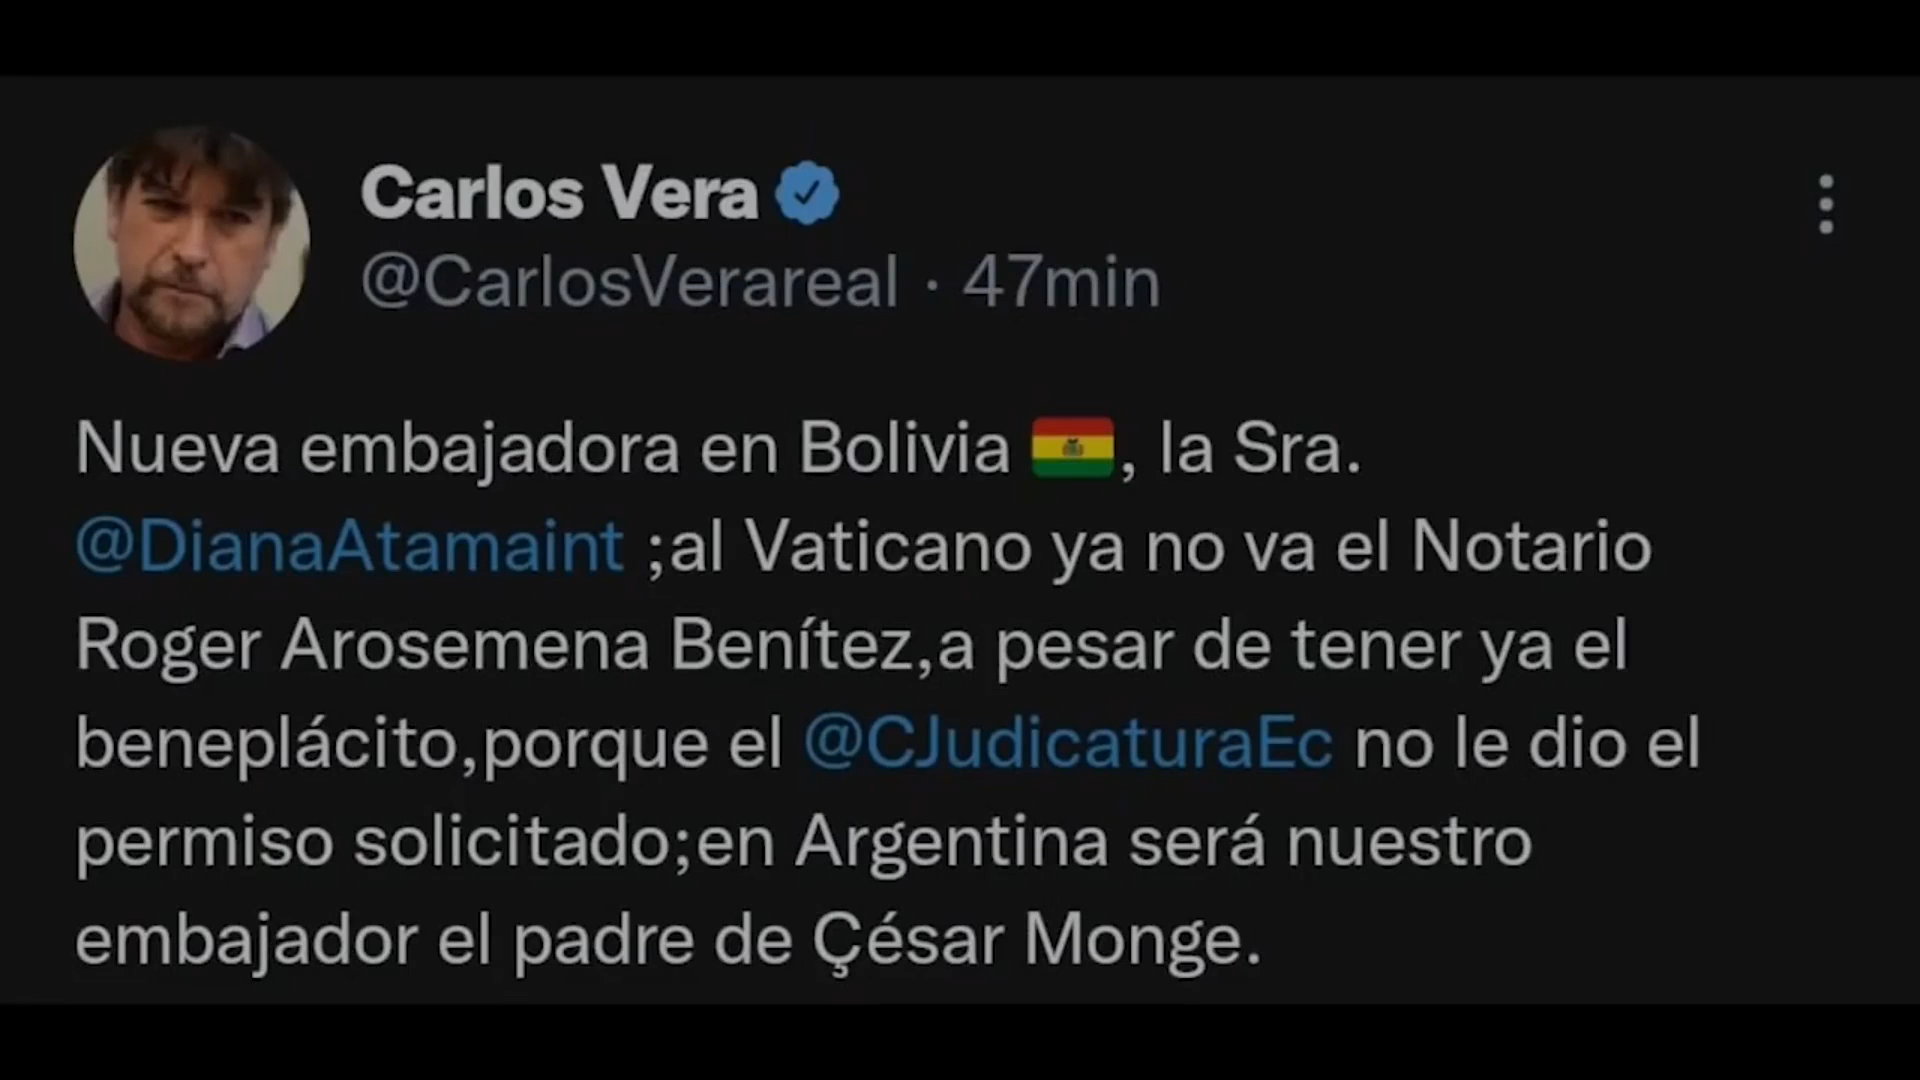 Carlos Vera
@CarlosVerareal · 47min
Nueva embajadora en Bolivia 🇧🇴, la Sra.
@DianaAtamaint ;al Vaticano ya no va el Notario
Roger Arosemena Benítez,a pesar de tener ya el
beneplácito,porque el @CJudicaturaEc no le dio el
permiso solicitado;en Argentina será nuestro
embajador el padre de Çésar Monge.